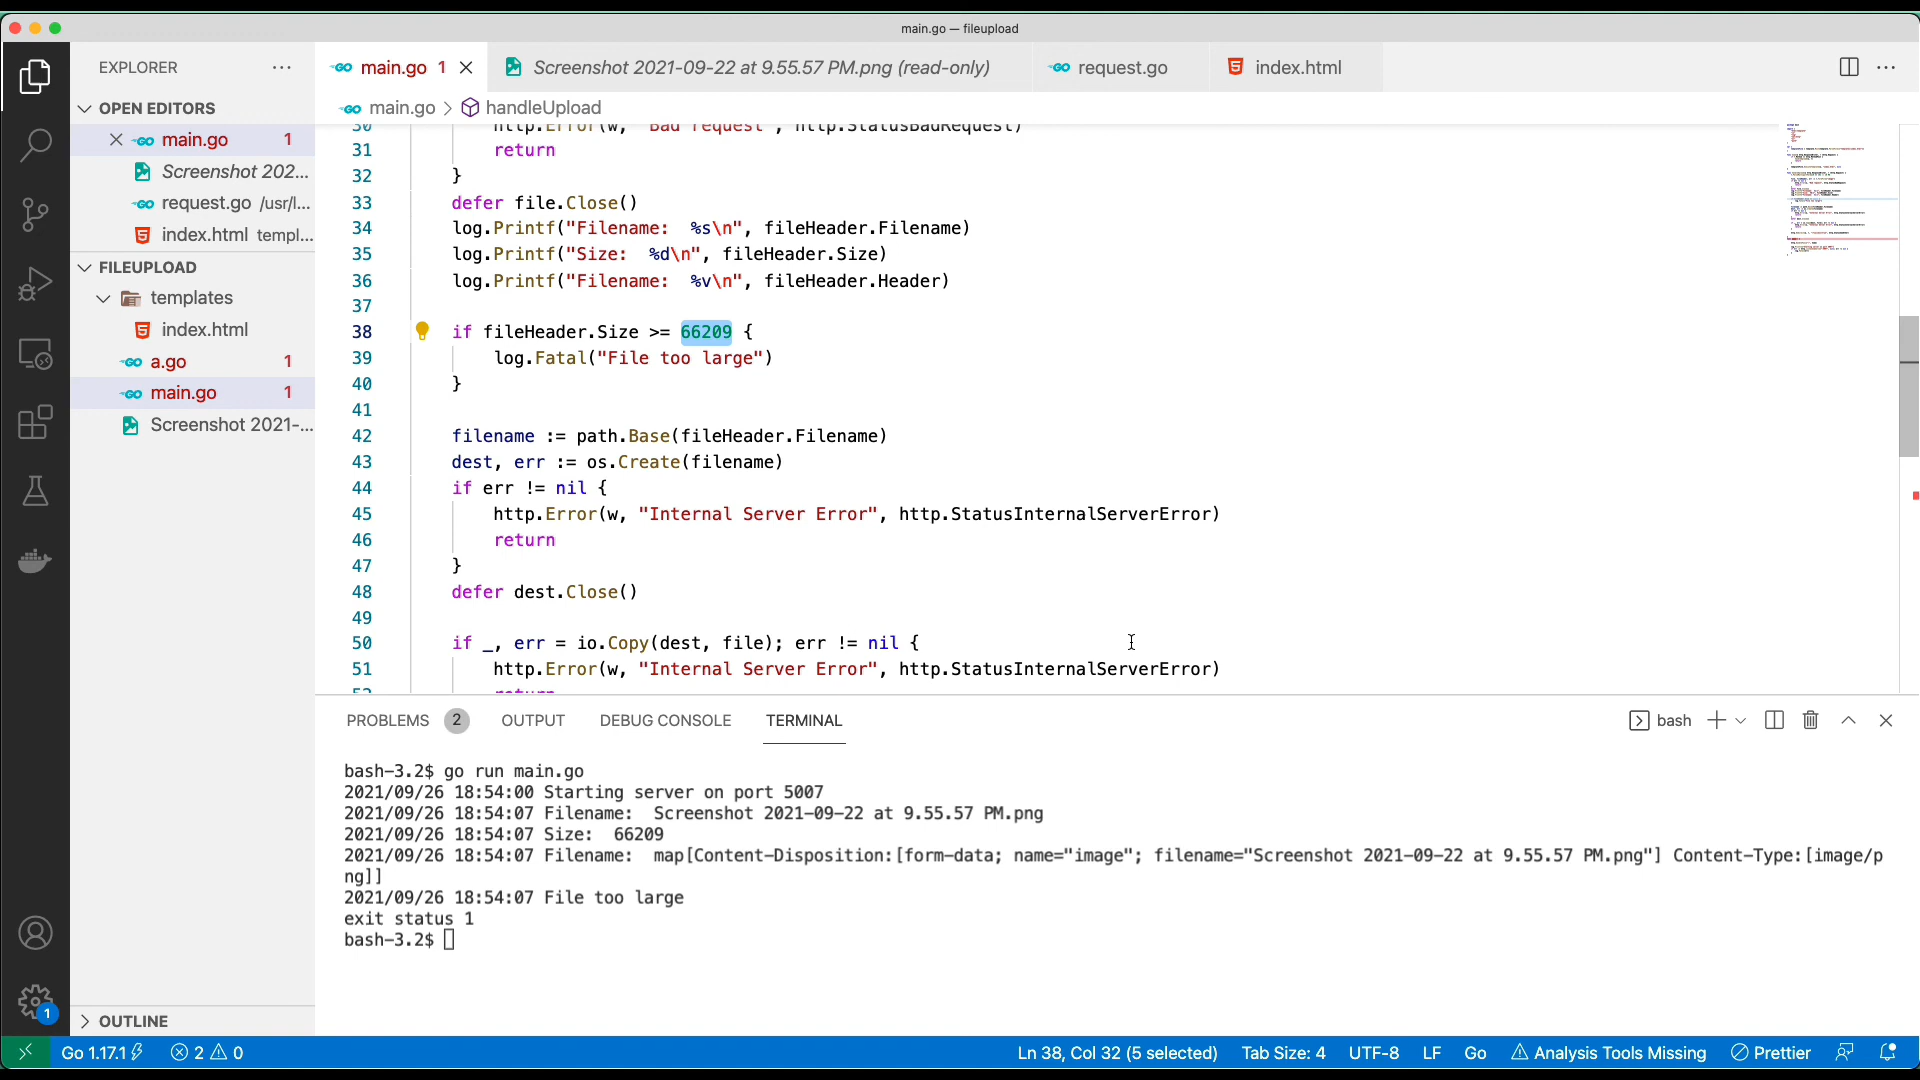 main.go — fileupload
EXPLORER
main.go 1
Screenshot 2021-09-22 at 9.55.57 PM.png (read-only)
request.go
index.html
OPEN EDITORS
main.go > handleUpload
main.go 1
Screenshot 202...
request.go /usr/l...
index.html templ...
FILEUPLOAD
templates
index.html
a.go 1
main.go 1
Screenshot 2021-...
OUTLINE
30 http.Error(w, "Bad request", http.StatusBadRequest)
31 return
32 }
33 defer file.Close()
34 log.Printf("Filename:  %s\n", fileHeader.Filename)
35 log.Printf("Size:  %d\n", fileHeader.Size)
36 log.Printf("Filename:  %v\n", fileHeader.Header)
37
38 if fileHeader.Size >= 66209 {
39 log.Fatal("File too large")
40 }
41
42 filename := path.Base(fileHeader.Filename)
43 dest, err := os.Create(filename)
44 if err != nil {
45 http.Error(w, "Internal Server Error", http.StatusInternalServerError)
46 return
47 }
48 defer dest.Close()
49
50 if _, err = io.Copy(dest, file); err != nil {
51 http.Error(w, "Internal Server Error", http.StatusInternalServerError)
52 return
PROBLEMS 2 OUTPUT DEBUG CONSOLE TERMINAL
bash
bash-3.2$ go run main.go
2021/09/26 18:54:00 Starting server on port 5007
2021/09/26 18:54:07 Filename:  Screenshot 2021-09-22 at 9.55.57 PM.png
2021/09/26 18:54:07 Size:  66209
2021/09/26 18:54:07 Filename:  map[Content-Disposition:[form-data; name="image"; filename="Screenshot 2021-09-22 at 9.55.57 PM.png"] Content-Type:[image/p
ng]]
2021/09/26 18:54:07 File too large
exit status 1
bash-3.2$
1
Go 1.17.1 2 0 Ln 38, Col 32 (5 selected) Tab Size: 4 UTF-8 LF Go Analysis Tools Missing Prettier